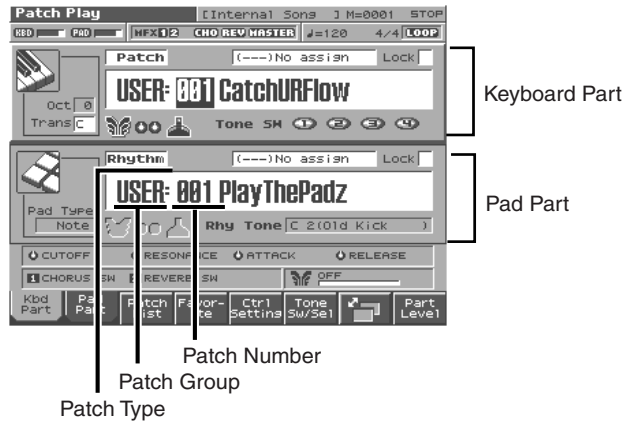 Patch Play [Internal Song ] M=0001 STOP
KBD PAD MFX 1 2 CHO REV MASTER ♩=120 4/4 LOOP
Patch (---)No assign Lock
USER: 001 CatchURFlow
Oct 0
Trans C
Tone SW 1 2 3 4
Keyboard Part
Rhythm (---)No assign Lock
USER: 001 PlayThePadz
Pad Type
Note
Rhy Tone C 2(Old Kick )
Pad Part
CUTOFF RESONANCE ATTACK RELEASE
1 CHORUS SW REVERB SW OFF
Kbd Part
Pad Part
Patch List
Favor-ite
Ctrl Setting
Tone Sw/Sel
Part Level
Patch Number
Patch Group
Patch Type